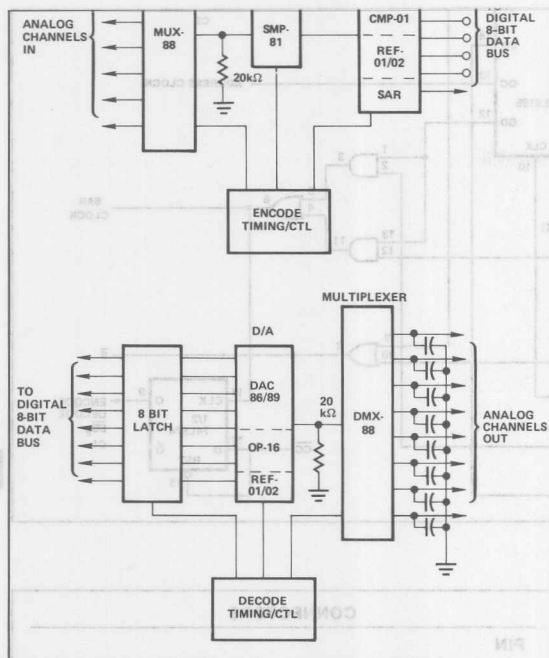 ANALOG
CHANNELS
IN
MUX-
88
20kΩ
SMP-
81
CMP-01
REF-
01/02
SAR
TO
DIGITAL
8-BIT
DATA
BUS
ENCODE
TIMING/CTL
MULTIPLEXER
D/A
TO
DIGITAL
8-BIT
DATA
BUS
8 BIT
LATCH
DAC
86/89
OP-16
REF-
01/02
20
kΩ
DMX-
88
ANALOG
CHANNELS
OUT
DECODE
TIMING/CTL